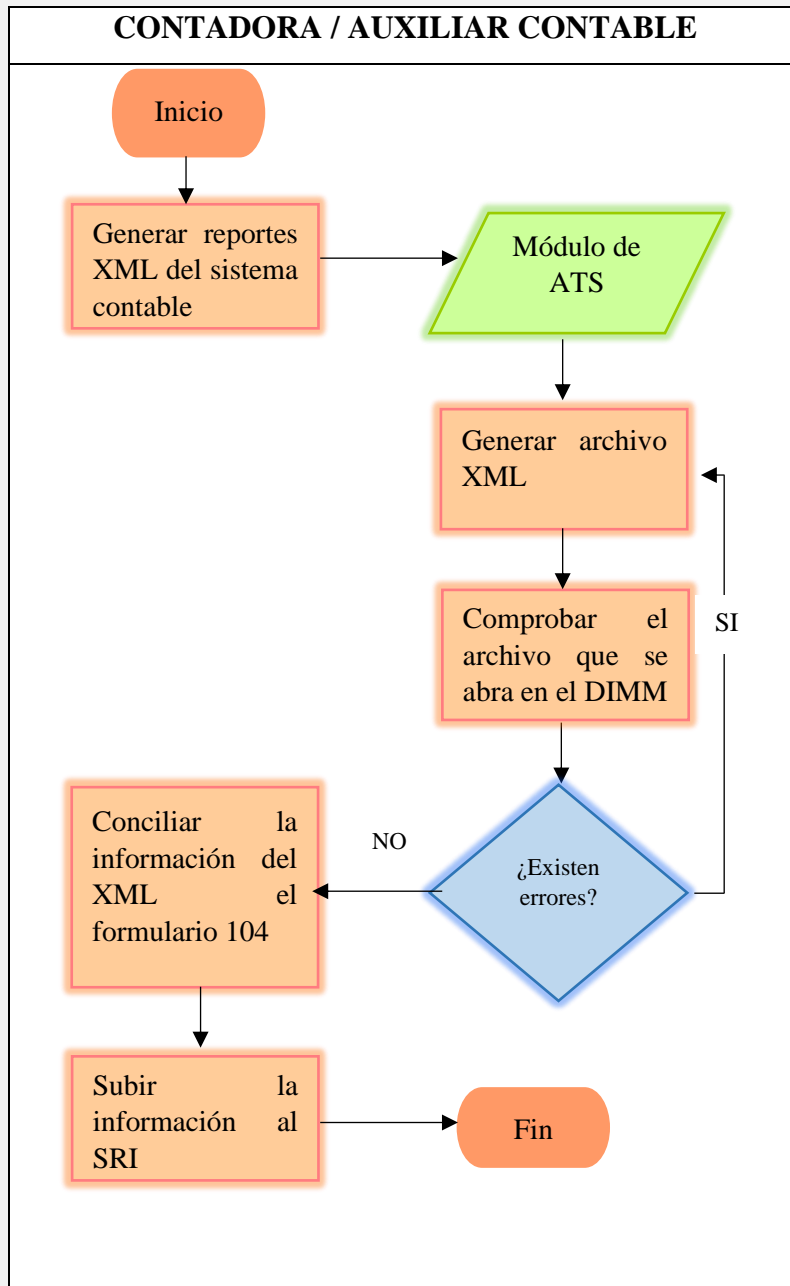 CONTADORA / AUXILIAR CONTABLE
Inicio
Generar reportes
XML del sistema
contable
Módulo de
ATS
Generar archivo
XML
Comprobar el
archivo que se
abra en el DIMM
SI
¿Existen
errores?
NO
Conciliar la
información del
XML el
formulario 104
Subir la
información al
SRI
Fin